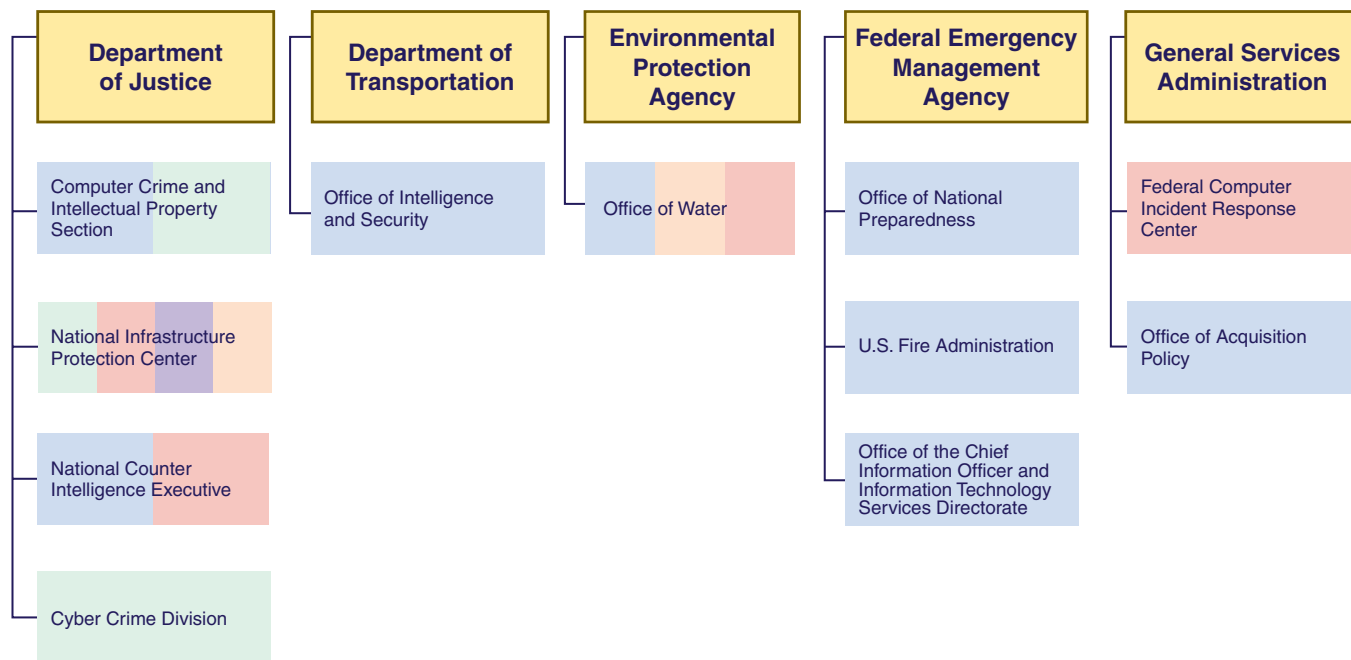 Department
of Justice
Computer Crime and
Intellectual Property
Section
National Infrastructure
Protection Center
National Counter
Intelligence Executive
Cyber Crime Division
Department of
Transportation
Office of Intelligence
and Security
Environmental
Protection
Agency
Office of Water
Federal Emergency
Management
Agency
Office of National
Preparedness
U.S. Fire Administration
Office of the Chief
Information Officer and
Information Technology
Services Directorate
General Services
Administration
Federal Computer
Incident Response
Center
Office of Acquisition
Policy